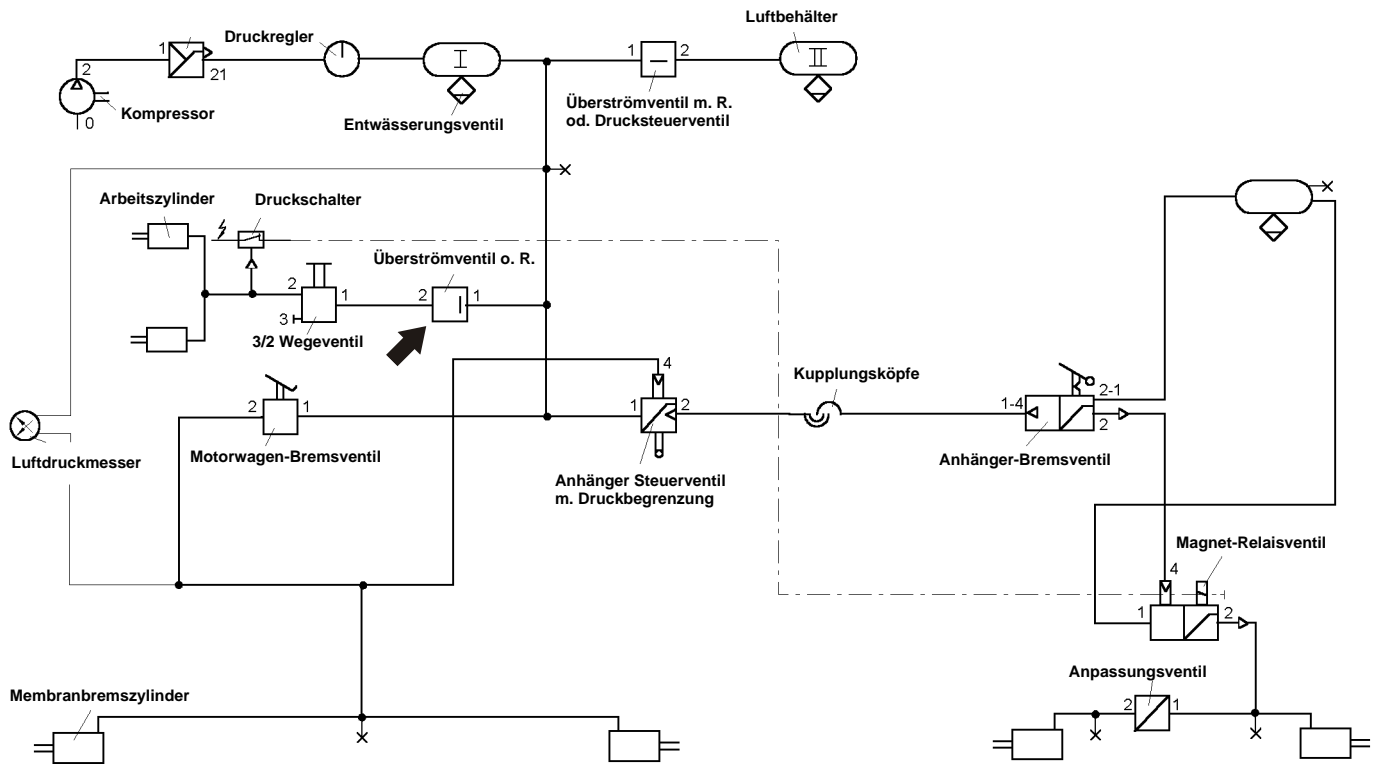 Luftbehälter
Druckregler
1
21
2
Kompressor
0
I
Entwässerungsventil
1
2
Überströmventil m. R.
od. Drucksteuerventil
II
Arbeitszylinder
Druckschalter
Überströmventil o. R.
2
1
2
1
3
3/2 Wegeventil
4
Kupplungsköpfe
2
1
Motorwagen-Bremsventil
1
2
Anhänger Steuerventil
m. Druckbegrenzung
1-4
2-1
2
Anhänger-Bremsventil
Luftdruckmesser
Magnet-Relaisventil
4
1
2
Anpassungsventil
2
1
Membranbremszylinder